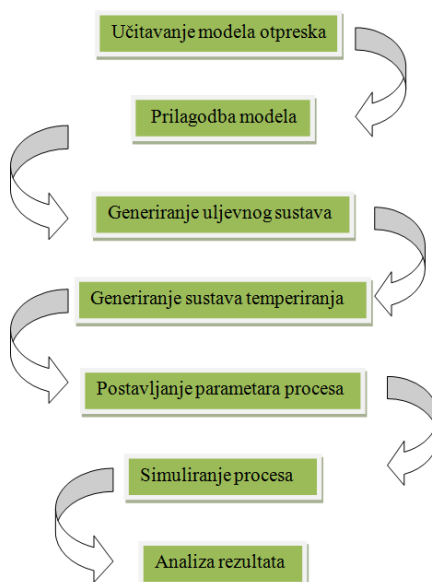 Učitavanje modela otpreska
Prilagodba modela
Generiranje uljevnog sustava
Generiranje sustava temperiranja
Postavljanje parametara procesa
Simuliranje procesa
Analiza rezultata